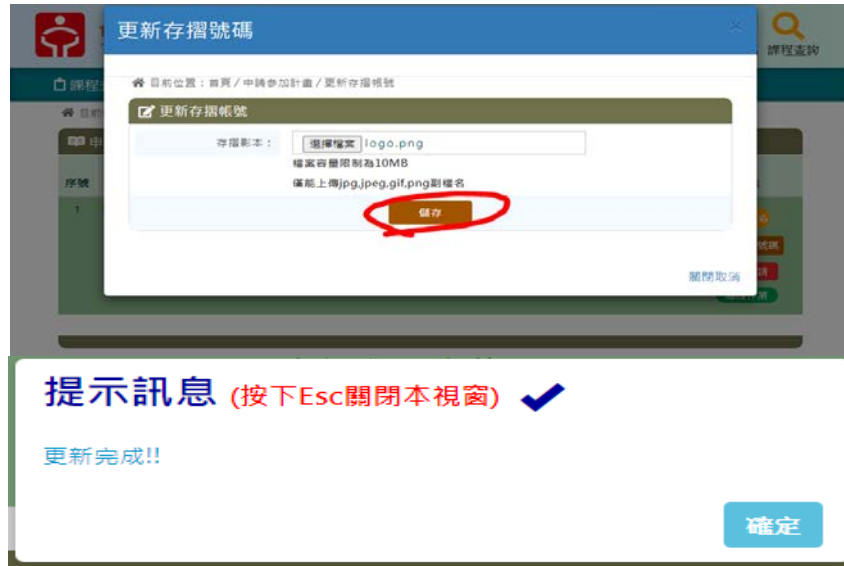 更新存摺號碼
×
課程查詢
課程
目前位置：首頁/申請參加計畫/更新存摺帳號
更新存摺帳號
申
存摺影本：
選擇檔案 logo.png
檔案容量限制為10MB
序號
僅能上傳jpg,jpeg,gif,png副檔名
1
儲存
號碼
關閉取消
提示訊息 (按下Esc關閉本視窗)
更新完成!!
確定